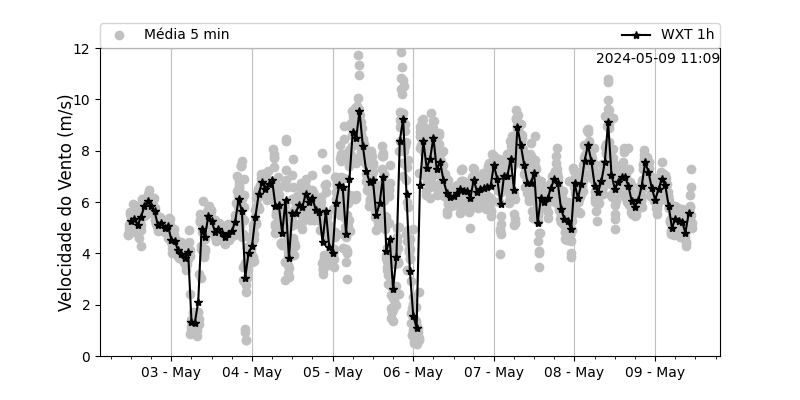 Média 5 min
WXT 1h
2024-05-09 11:09
Velocidade do Vento (m/s)
12
10
8
6
4
2
0
03 - May
04 - May
05 - May
06 - May
07 - May
08 - May
09 - May